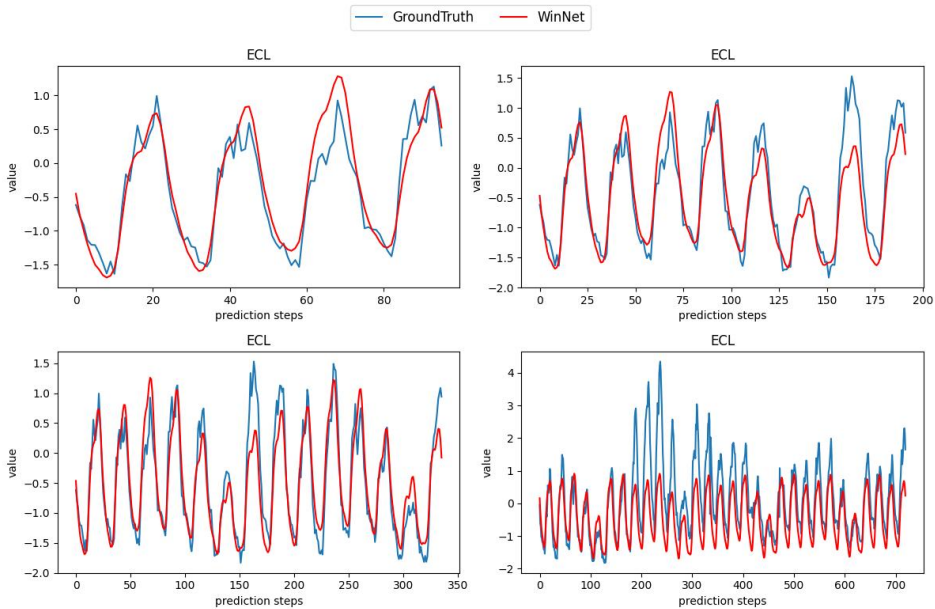 GroundTruth WinNet
ECL
value
1.0
0.5
0.0
−0.5
−1.0
−1.5
0 20 40 60 80
prediction steps
ECL
value
1.5
1.0
0.5
0.0
−0.5
−1.0
−1.5
−2.0
0 25 50 75 100 125 150 175 200
prediction steps
ECL
value
1.5
1.0
0.5
0.0
−0.5
−1.0
−1.5
−2.0
0 50 100 150 200 250 300 350
prediction steps
ECL
value
4
3
2
1
0
−1
−2
0 100 200 300 400 500 600 700
prediction steps